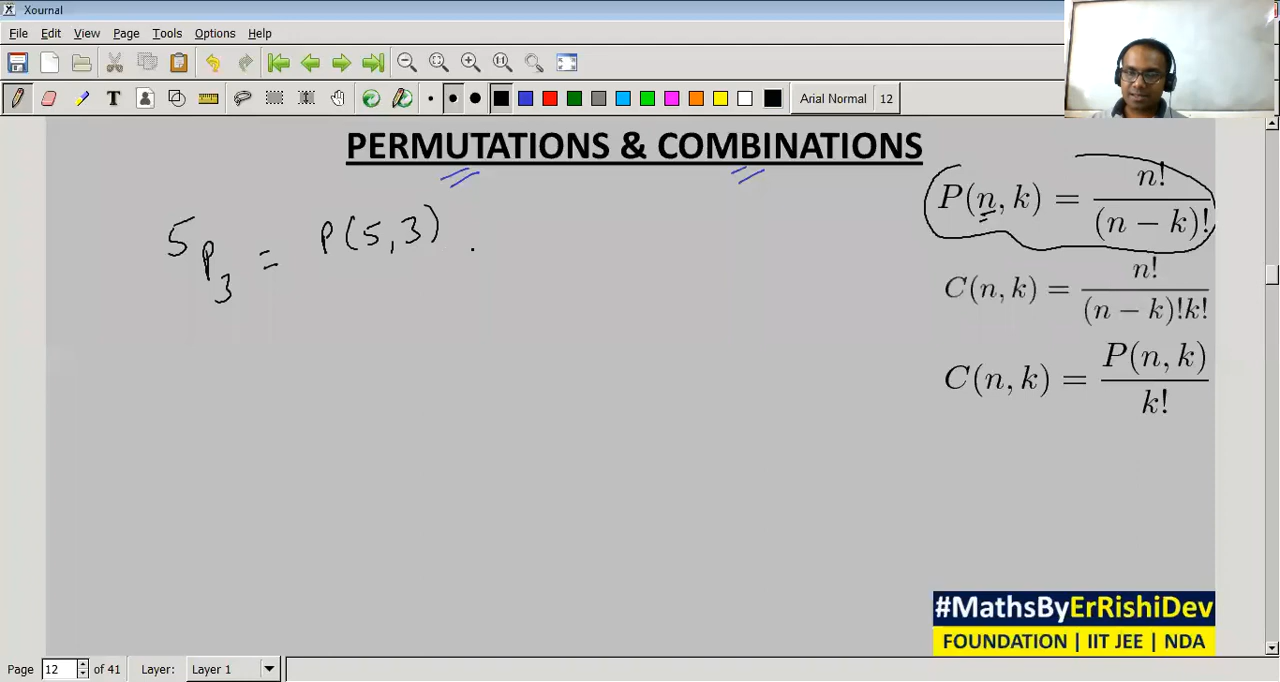 Xournal
File Edit View Page Tools Options Help
Arial Normal 12
PERMUTATIONS & COMBINATIONS
5P₃ = P(5,3)
P(n, k) = n! / (n − k)!
C(n, k) = n! / (n − k)!k!
C(n, k) = P(n, k) / k!
#MathsByErRishiDev
FOUNDATION | IIT JEE | NDA
Page 12 of 41 Layer: Layer 1